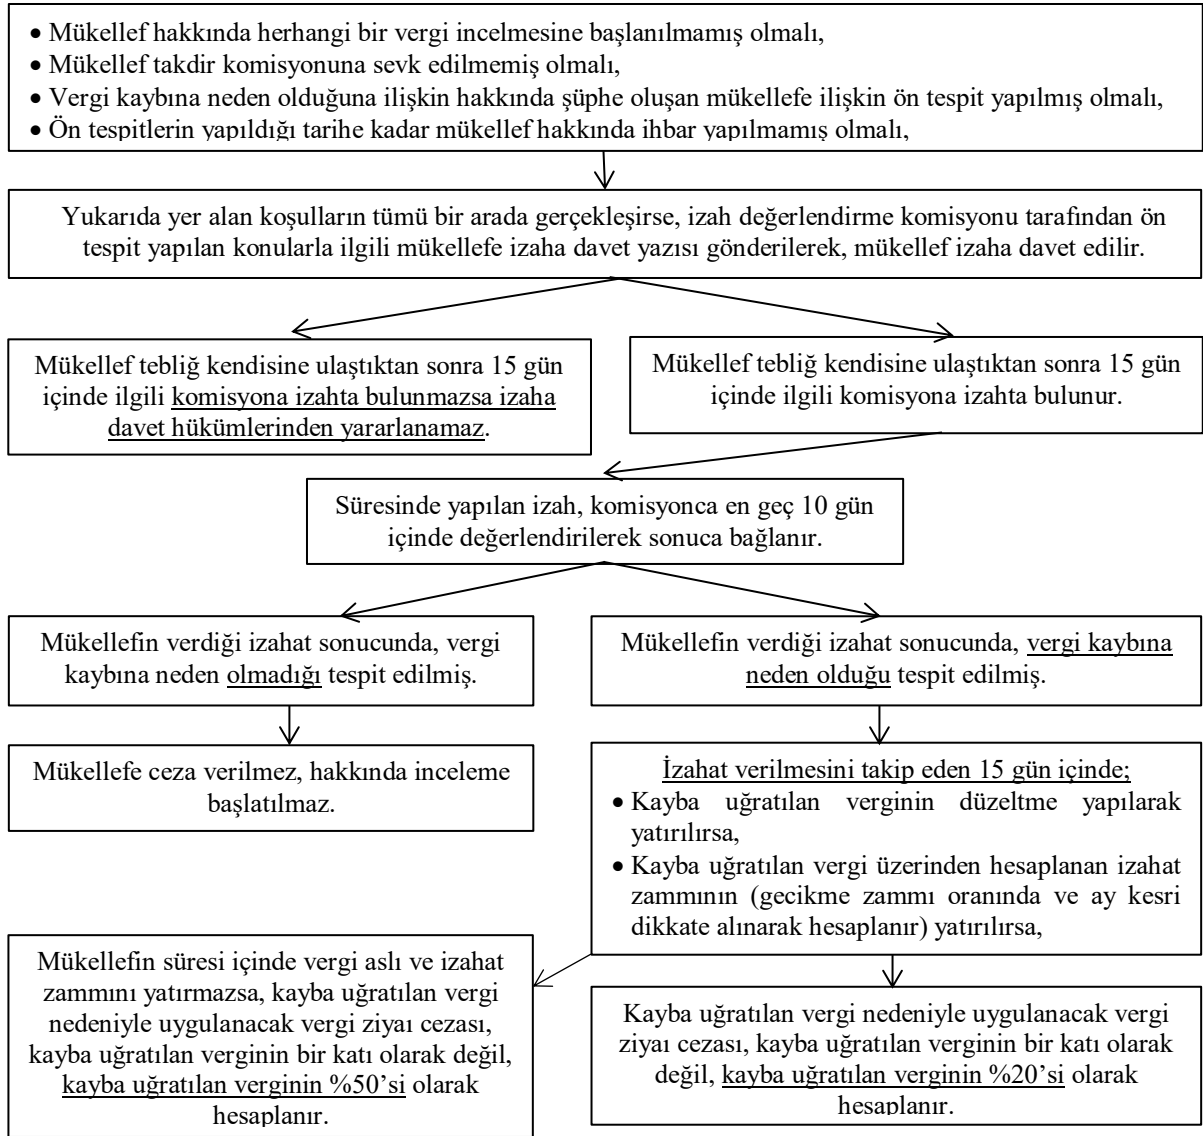 • Mükellef hakkında herhangi bir vergi incelmesine başlanılmamış olmalı,
• Mükellef takdir komisyonuna sevk edilmemiş olmalı,
• Vergi kaybına neden olduğuna ilişkin hakkında şüphe oluşan mükellefe ilişkin ön tespit yapılmış olmalı,
• Ön tespitlerin yapıldığı tarihe kadar mükellef hakkında ihbar yapılmamış olmalı,
Yukarıda yer alan koşulların tümü bir arada gerçekleşirse, izah değerlendirme komisyonu tarafından ön
tespit yapılan konularla ilgili mükellefe izaha davet yazısı gönderilerek, mükellef izaha davet edilir.
Mükellef tebliğ kendisine ulaştıktan sonra 15 gün
içinde ilgili komisyona izahta bulunmazsa izaha
davet hükümlerinden yararlanamaz.
Mükellef tebliğ kendisine ulaştıktan sonra 15 gün
içinde ilgili komisyona izahta bulunur.
Süresinde yapılan izah, komisyonca en geç 10 gün
içinde değerlendirilerek sonuca bağlanır.
Mükellefin verdiği izahat sonucunda, vergi
kaybına neden olmadığı tespit edilmiş.
Mükellefin verdiği izahat sonucunda, vergi kaybına
neden olduğu tespit edilmiş.
Mükellefe ceza verilmez, hakkında inceleme
başlatılmaz.
İzahat verilmesini takip eden 15 gün içinde;
• Kayba uğratılan verginin düzeltme yapılarak
yatırılırsa,
• Kayba uğratılan vergi üzerinden hesaplanan izahat
zammının (gecikme zammı oranında ve ay kesri
dikkate alınarak hesaplanır) yatırılırsa,
Mükellefin süresi içinde vergi aslı ve izahat
zammını yatırmazsa, kayba uğratılan vergi
nedeniyle uygulanacak vergi ziyaı cezası,
kayba uğratılan verginin bir katı olarak değil,
kayba uğratılan verginin %50’si olarak
hesaplanır.
Kayba uğratılan vergi nedeniyle uygulanacak vergi
ziyaı cezası, kayba uğratılan verginin bir katı olarak
değil, kayba uğratılan verginin %20’si olarak
hesaplanır.